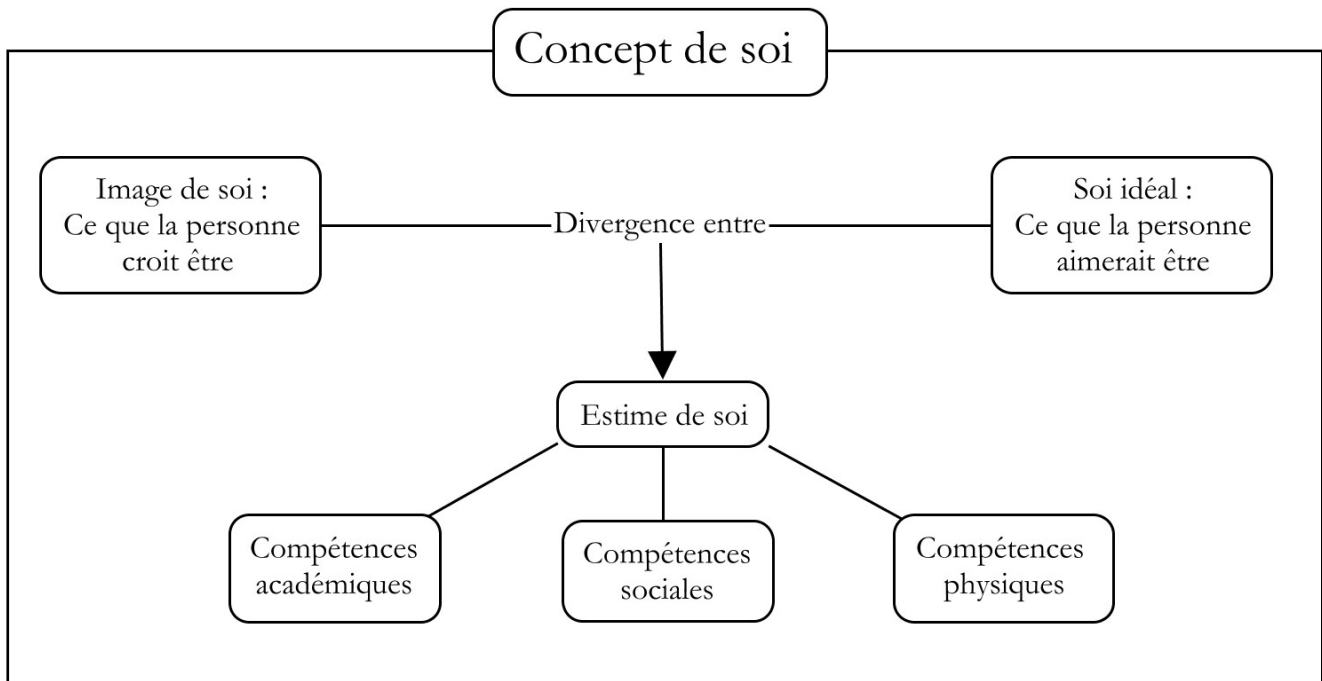 Concept de soi
Image de soi :
Ce que la personne
croit être
Divergence entre
Soi idéal :
Ce que la personne
aimerait être
Estime de soi
Compétences
académiques
Compétences
sociales
Compétences
physiques